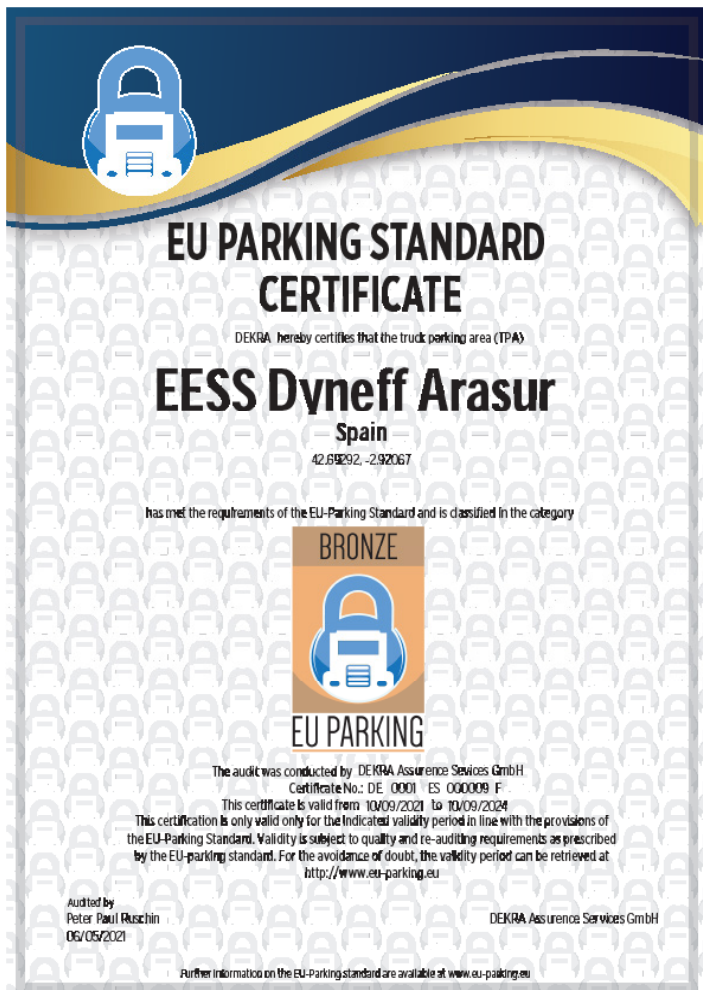 EU PARKING STANDARD
CERTIFICATE
DEKRA hereby certifies that the truck parking area (TPA)
EESS Dyneff Arasur
Spain
has met the requirements of the EU-Parking Standard and is classified in the category
BRONZE
EU PARKING
The audit was conducted by DEKRA Assurence Sevices GmbH
Certificate No.: DE 0001 ES 000009 F
This certificate is valid from 10/09/2021 to 10/09/2024
This certification is only valid only for the indicated validity period in line with the provisions of
the EU-Parking Standard. Validity is subject to quality and re-auditing requirements as prescribed
by the EU-parking standard. For the avoidance of doubt, the validity period can be retrieved at
http://www.eu-parking.eu
Audited by
Peter Paul Ruschin
06/05/2021
DEKRA Assurence Services GmbH
Further information on the EU-Parking standard are available at www.eu-parking.eu